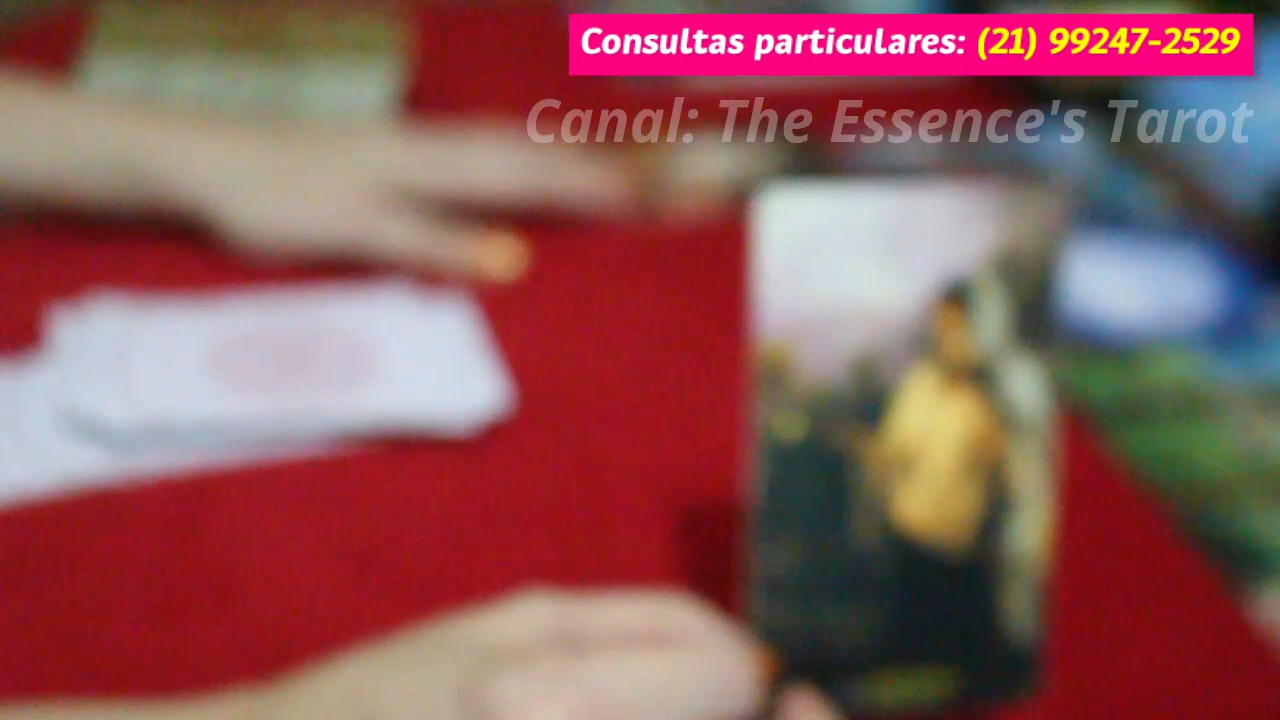 Consultas particulares: (21) 99247-2529
Canal: The Essence's Tarot